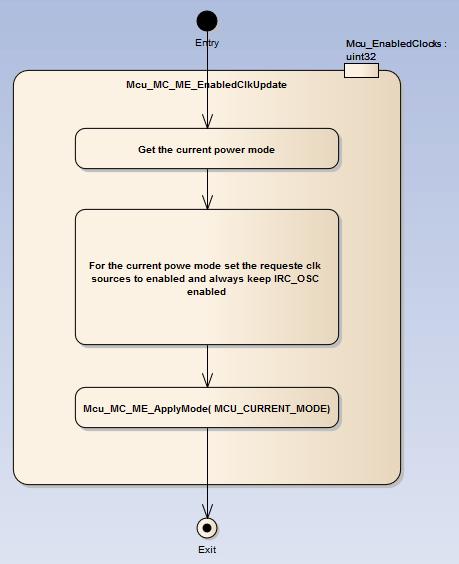 Entry
Mcu_EnabledClocks :
uint32
Mcu_MC_ME_EnabledClkUpdate
Get the current power mode
For the current powe mode set the requeste clk
sources to enabled and always keep IRC_OSC
enabled
Mcu_MC_ME_ApplyMode( MCU_CURRENT_MODE)
Exit